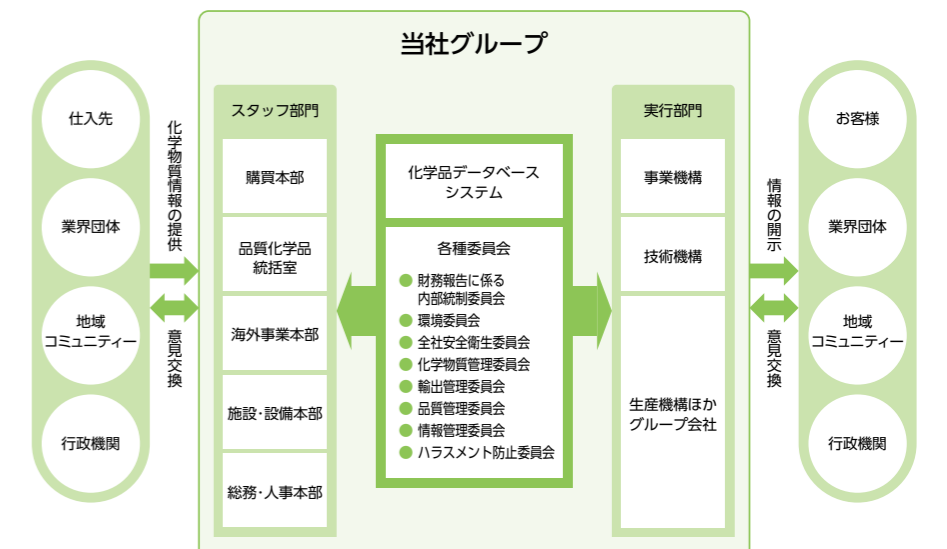 当社グループ
仕入先
業界団体
地域
コミュニティー
行政機関
化学物質情報の提供
意見交換
スタッフ部門
購買本部
品質化学品
統括室
海外事業本部
施設・設備本部
総務・人事本部
化学品データベース
システム
各種委員会
● 財務報告に係る
内部統制委員会
● 環境委員会
● 全社安全衛生委員会
● 化学物質管理委員会
● 輸出管理委員会
● 品質管理委員会
● 情報管理委員会
● ハラスメント防止委員会
実行部門
事業機構
技術機構
生産機構ほか
グループ会社
情報の開示
意見交換
お客様
業界団体
地域
コミュニティー
行政機関